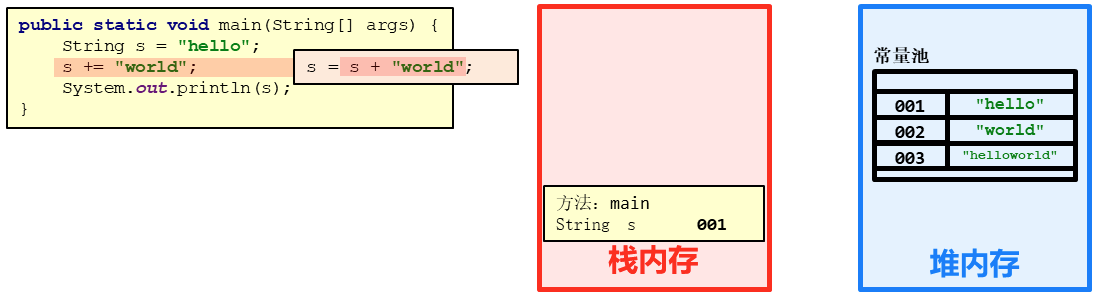 public static void main(String[] args) {
String s = "hello";
s += "world";
s = s + "world";
System.out.println(s);
}
方法：main
String s 001
栈内存
常量池
001 "hello"
002 "world"
003 "helloworld"
堆内存